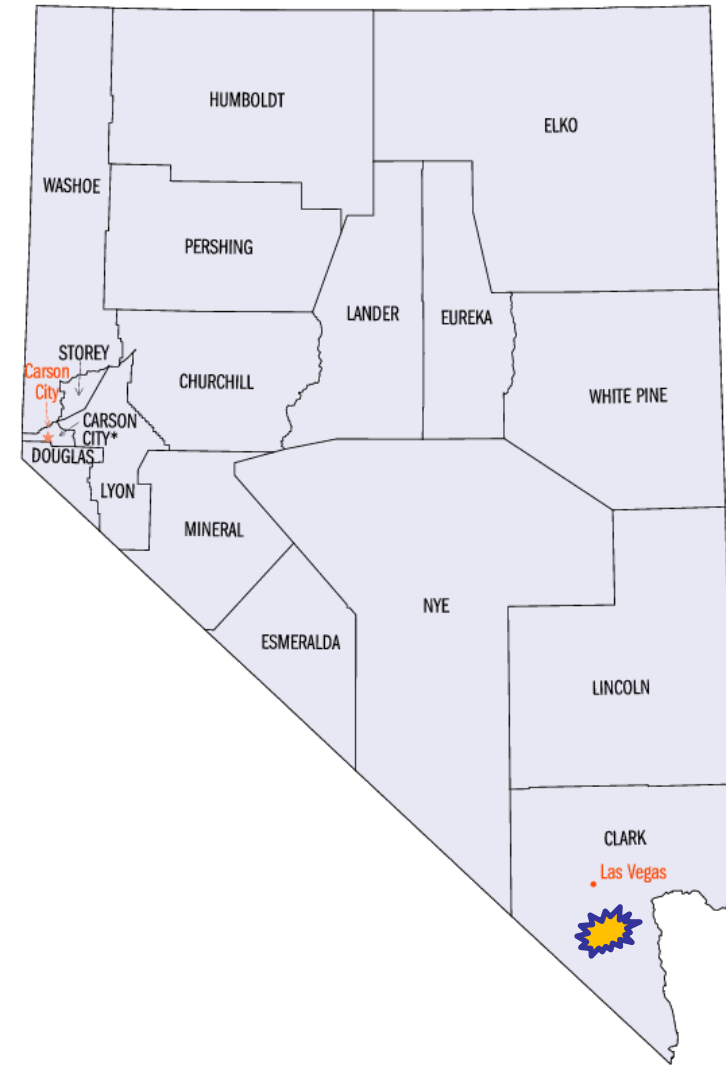 HUMBOLDT
ELKO
WASHOE
PERSHING
LANDER
EUREKA
STOREY
Carson
City
CHURCHILL
WHITE PINE
CARSON
CITY*
DOUGLAS
LYON
MINERAL
NYE
ESMERALDA
LINCOLN
CLARK
Las Vegas